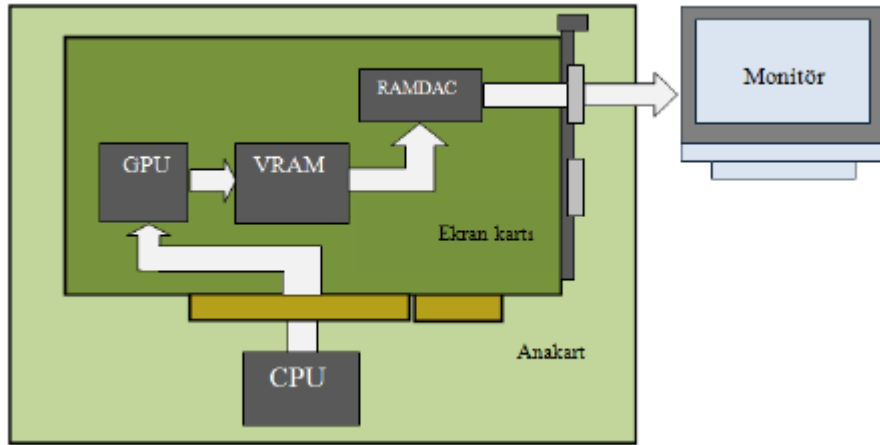 RAMDAC
Monitör
GPU
VRAM
Ekran kartı
Anakart
CPU